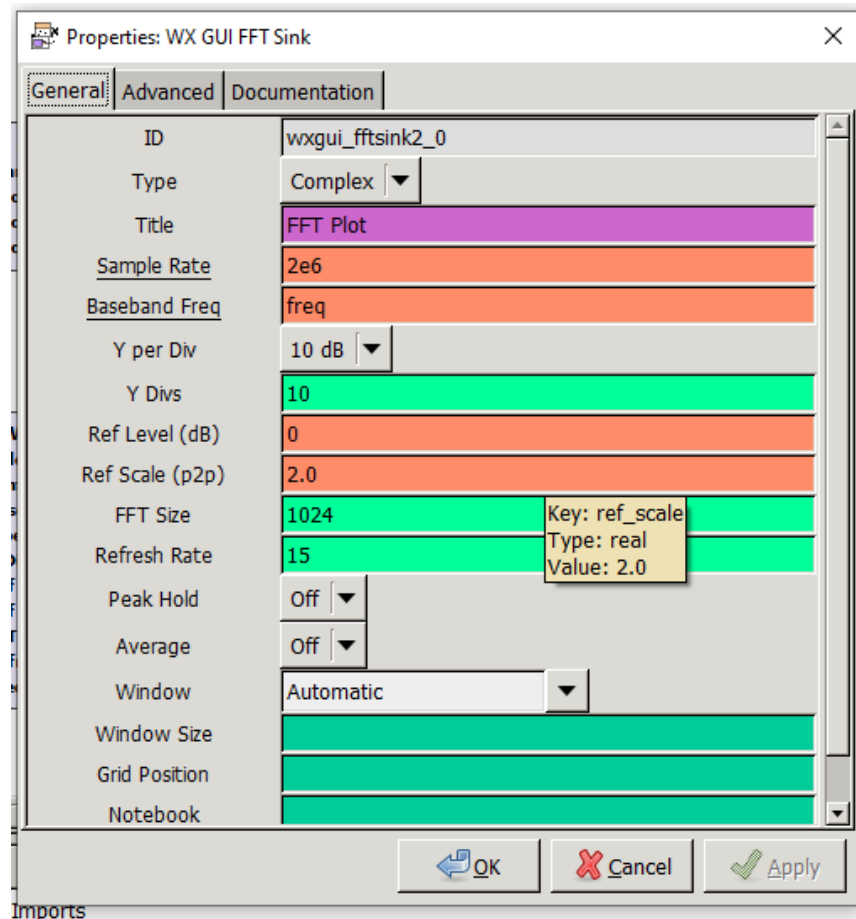 Properties: WX GUI FFT Sink
General Advanced Documentation
ID wxgui_fftsink2_0
Type Complex
Title FFT Plot
Sample Rate 2e6
Baseband Freq freq
Y per Div 10 dB
Y Divs 10
Ref Level (dB) 0
Ref Scale (p2p) 2.0
FFT Size 1024
Key: ref_scale
Type: real
Value: 2.0
Refresh Rate 15
Peak Hold Off
Average Off
Window Automatic
Window Size
Grid Position
Notebook
OK Cancel Apply
Imports